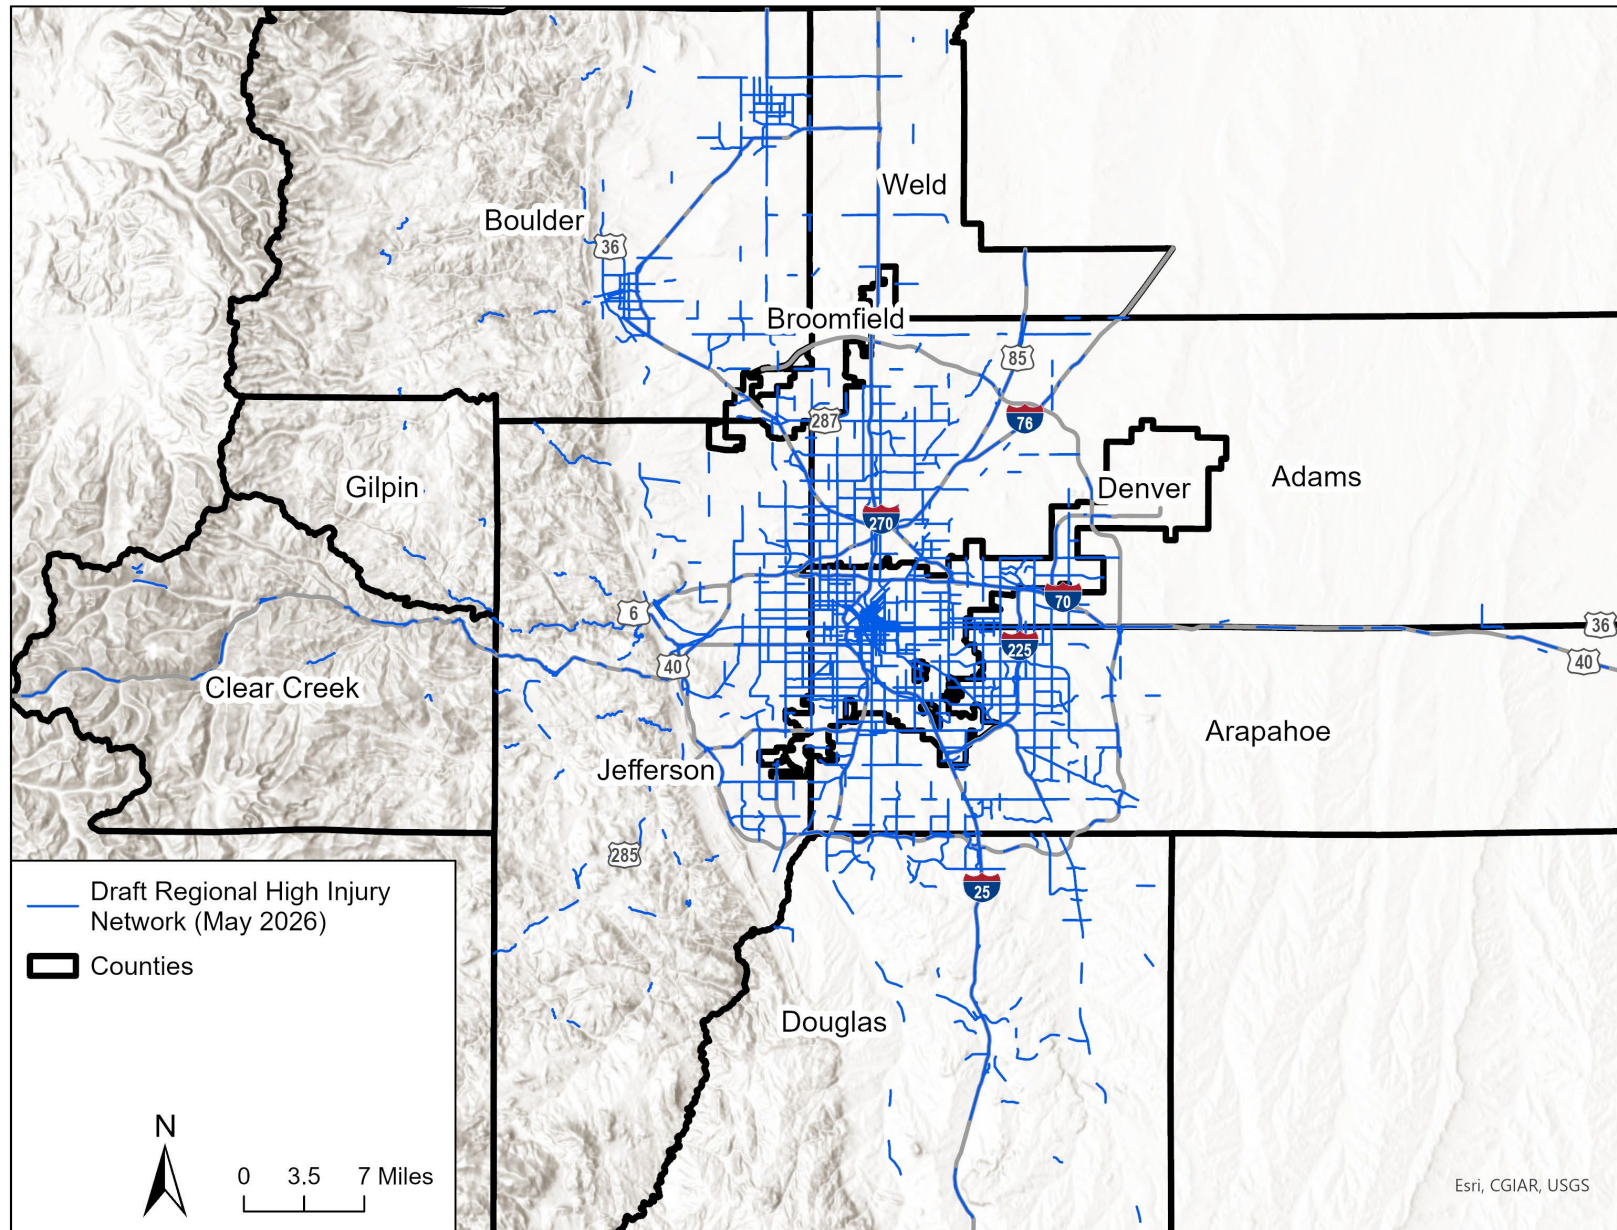 Weld
Boulder
36
Broomfield
85
287
76
Gilpin
Denver
Adams
270
70
6
36
225
40
40
Clear Creek
Arapahoe
Jefferson
285
25
Draft Regional High Injury
Network (May 2026)
Counties
Douglas
N
0 3.5 7 Miles
Esri, CGIAR, USGS